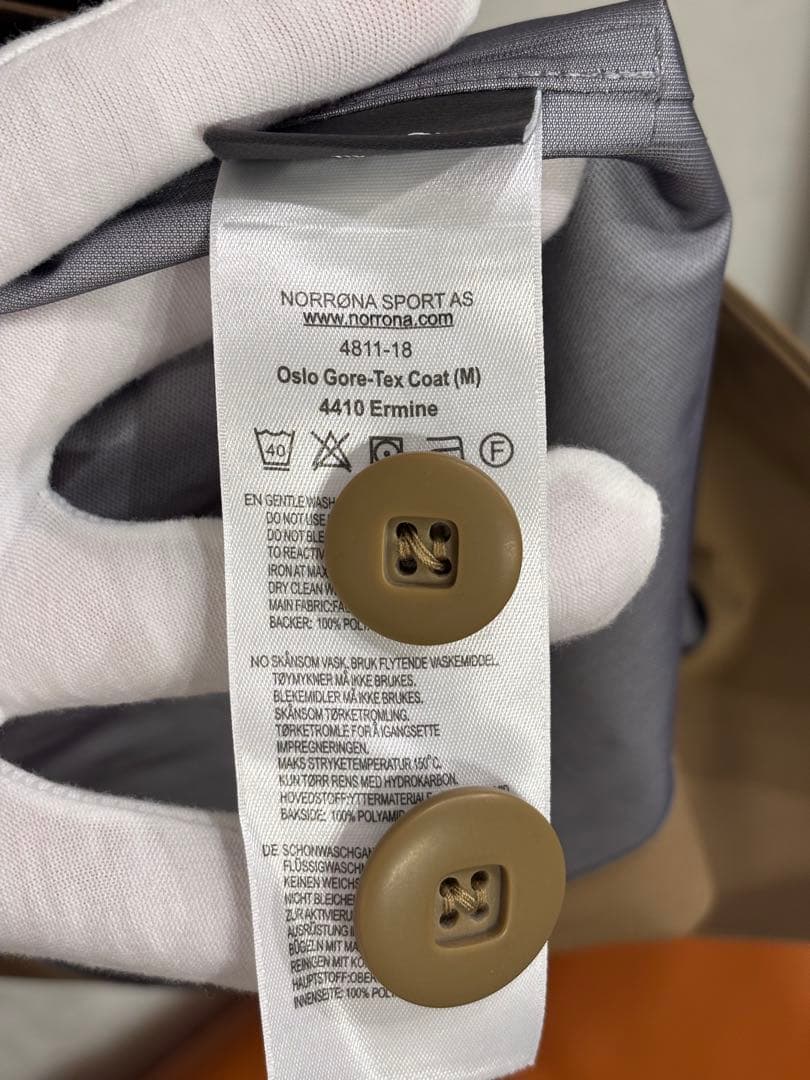 NORRØNA SPORT AS
www.norrona.com
4811-18
Oslo Gore-Tex Coat (M)
4410 Ermine
40
F
EN GENTLE WASH
DO NOT USE
DO NOT BLE
TO REACTIV
IRON AT MAX
DRY CLEAN W
MAIN FABRIC:FA
BACKER: 100% POL
NO SKÅNSOM VASK. BRUK FLYTENDE VASKEMIDDEL.
TØYMYKNER MÅ IKKE BRUKES.
BLEKEMIDLER MÅ IKKE BRUKES.
SKÅNSOM TØRKETROMLING.
TØRKETROMLE FOR Å IGANGSETTE
IMPREGNERINGEN.
MAKS STRYKETEMPERATUR 150°C.
KUN TØRR RENS MED HYDROKARBON.
HOVEDSTOFF:YTTERMATERIALE
BAKSIDE: 100% POLYAMID
DE SCHONWASCHGAN
FLÜSSIGWASCHM
KEINEN WEICHS
NICHT BLEICHE
ZUR AKTIVIERU
AUSRÜSTUNG I
BÜGELN MIT MA
REINIGEN MIT KO
HAUPTSTOFF:OBER
INNENSEITE: 100% POL